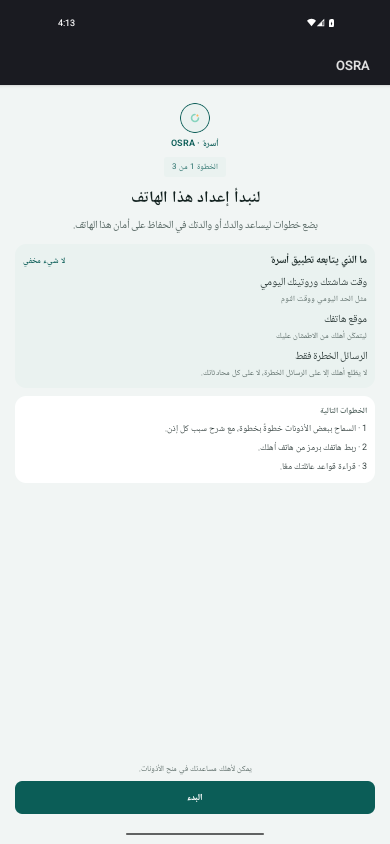 4:13
OSRA
أسرة · OSRA
الخطوة 1 من 3
لنبدأ إعداد هذا الهاتف
بضع خطوات ليساعد والدك أو والدتك في الحفاظ على أمان هذا الهاتف.
ما الذي يتابعه تطبيق أسرة؟
لا شيء مخفي
وقت شاشتك وروتينك اليومي
مثل الحد اليومي ووقت النوم
موقع هاتفك
ليتمكن أهلك من الاطمئنان عليك
الرسائل الخطرة فقط
لا يطلع أهلك إلا على الرسائل الخطرة، لا على كل محادثاتك.
الخطوات التالية
1 · السماح ببعض الأذونات خطوةً بخطوة، مع شرح سبب كل إذن.
2 · ربط هاتفك برمز من هاتف أهلك.
3 · قراءة قواعد عائلتك معًا.
يمكن لأهلك مساعدتك في منح الأذونات.
البدء